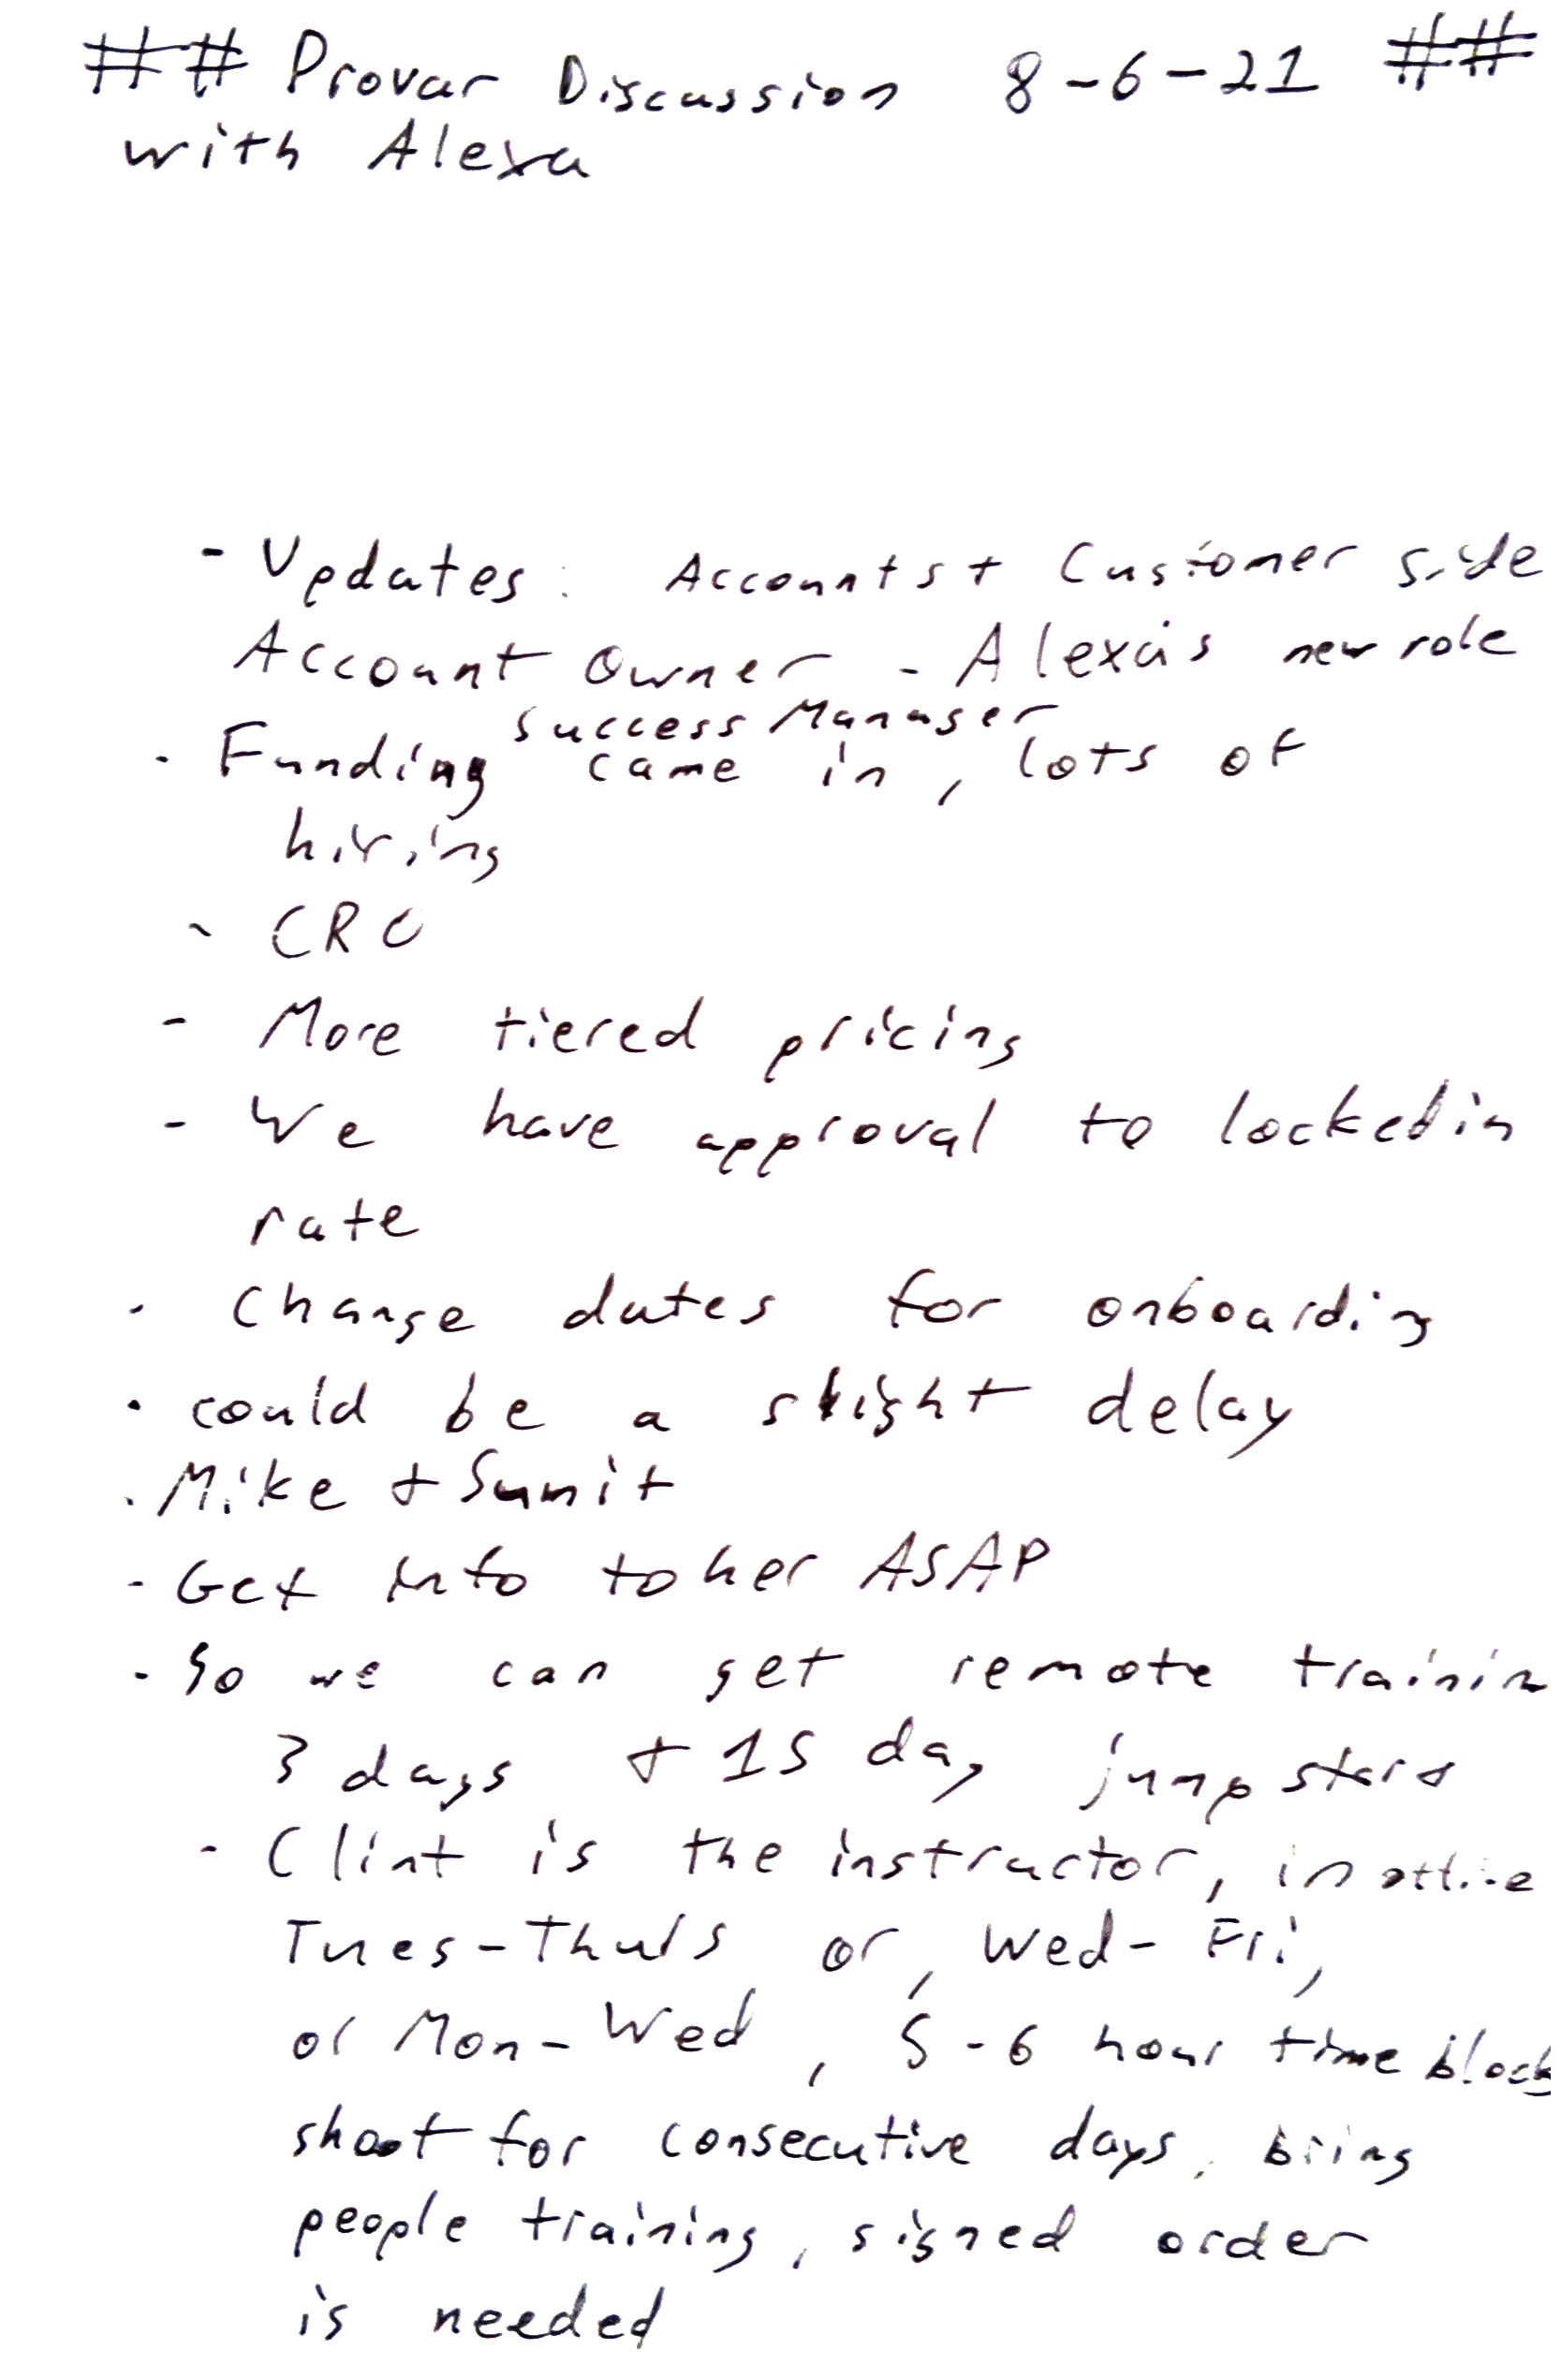 ## Provar Discussion 8-6-21 ##
with Alexa
- Updates: Accounts + Customer side
Account Owner - Alexa's new role
Success Manager
- Funding came in, lots of
hiring
- CRO
- More tiered pricing
- We have approval to locked in
rate
- Change dates for onboarding
- could be a slight delay
- Mike + Sumit
- Get info to her ASAP
- So we can get remote trainin
3 days + 15 day jump start
- Clint is the instructor, in office
Tues-Thurs or, Wed-Fri,
or Mon-Wed, 5-6 hour time block
shoot for consecutive days, bring
people training, signed order
is needed